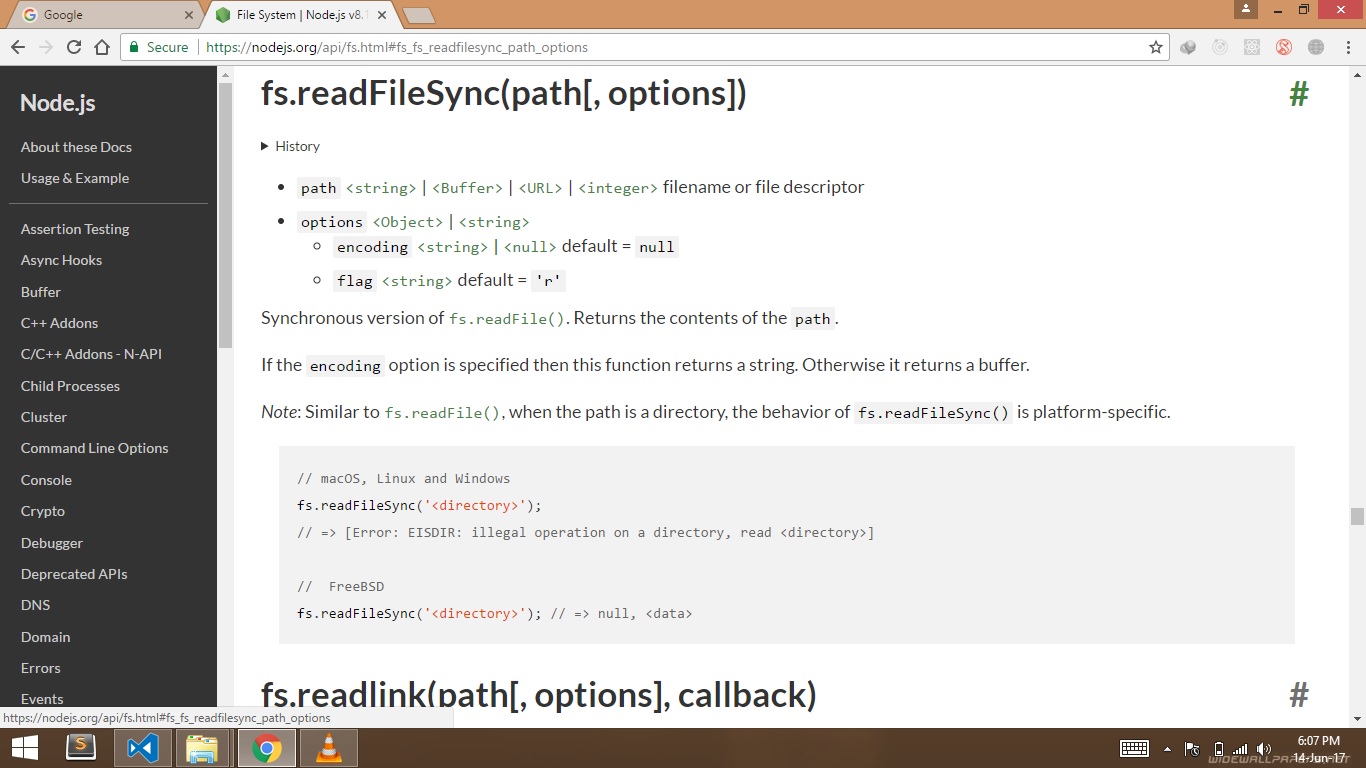 Google
File System | Node.js v8.1
Secure
https://nodejs.org/api/fs.html#fs_fs_readfilesync_path_options
Node.js
About these Docs
Usage & Example
Assertion Testing
Async Hooks
Buffer
C++ Addons
C/C++ Addons - N-API
Child Processes
Cluster
Command Line Options
Console
Crypto
Debugger
Deprecated APIs
DNS
Domain
Errors
Events
fs.readFileSync(path[, options])
#
History
path <string> | <Buffer> | <URL> | <integer> filename or file descriptor
options <Object> | <string>
encoding <string> | <null> default = null
flag <string> default = 'r'
Synchronous version of fs.readFile(). Returns the contents of the path.
If the encoding option is specified then this function returns a string. Otherwise it returns a buffer.
Note: Similar to fs.readFile(), when the path is a directory, the behavior of fs.readFileSync() is platform-specific.
// macOS, Linux and Windows
fs.readFileSync('<directory>');
// => [Error: EISDIR: illegal operation on a directory, read <directory>]
//  FreeBSD
fs.readFileSync('<directory>'); // => null, <data>
fs.readlink(path[, options], callback)
#
https://nodejs.org/api/fs.html#fs_fs_readfilesync_path_options
6:07 PM
14-Jun-17